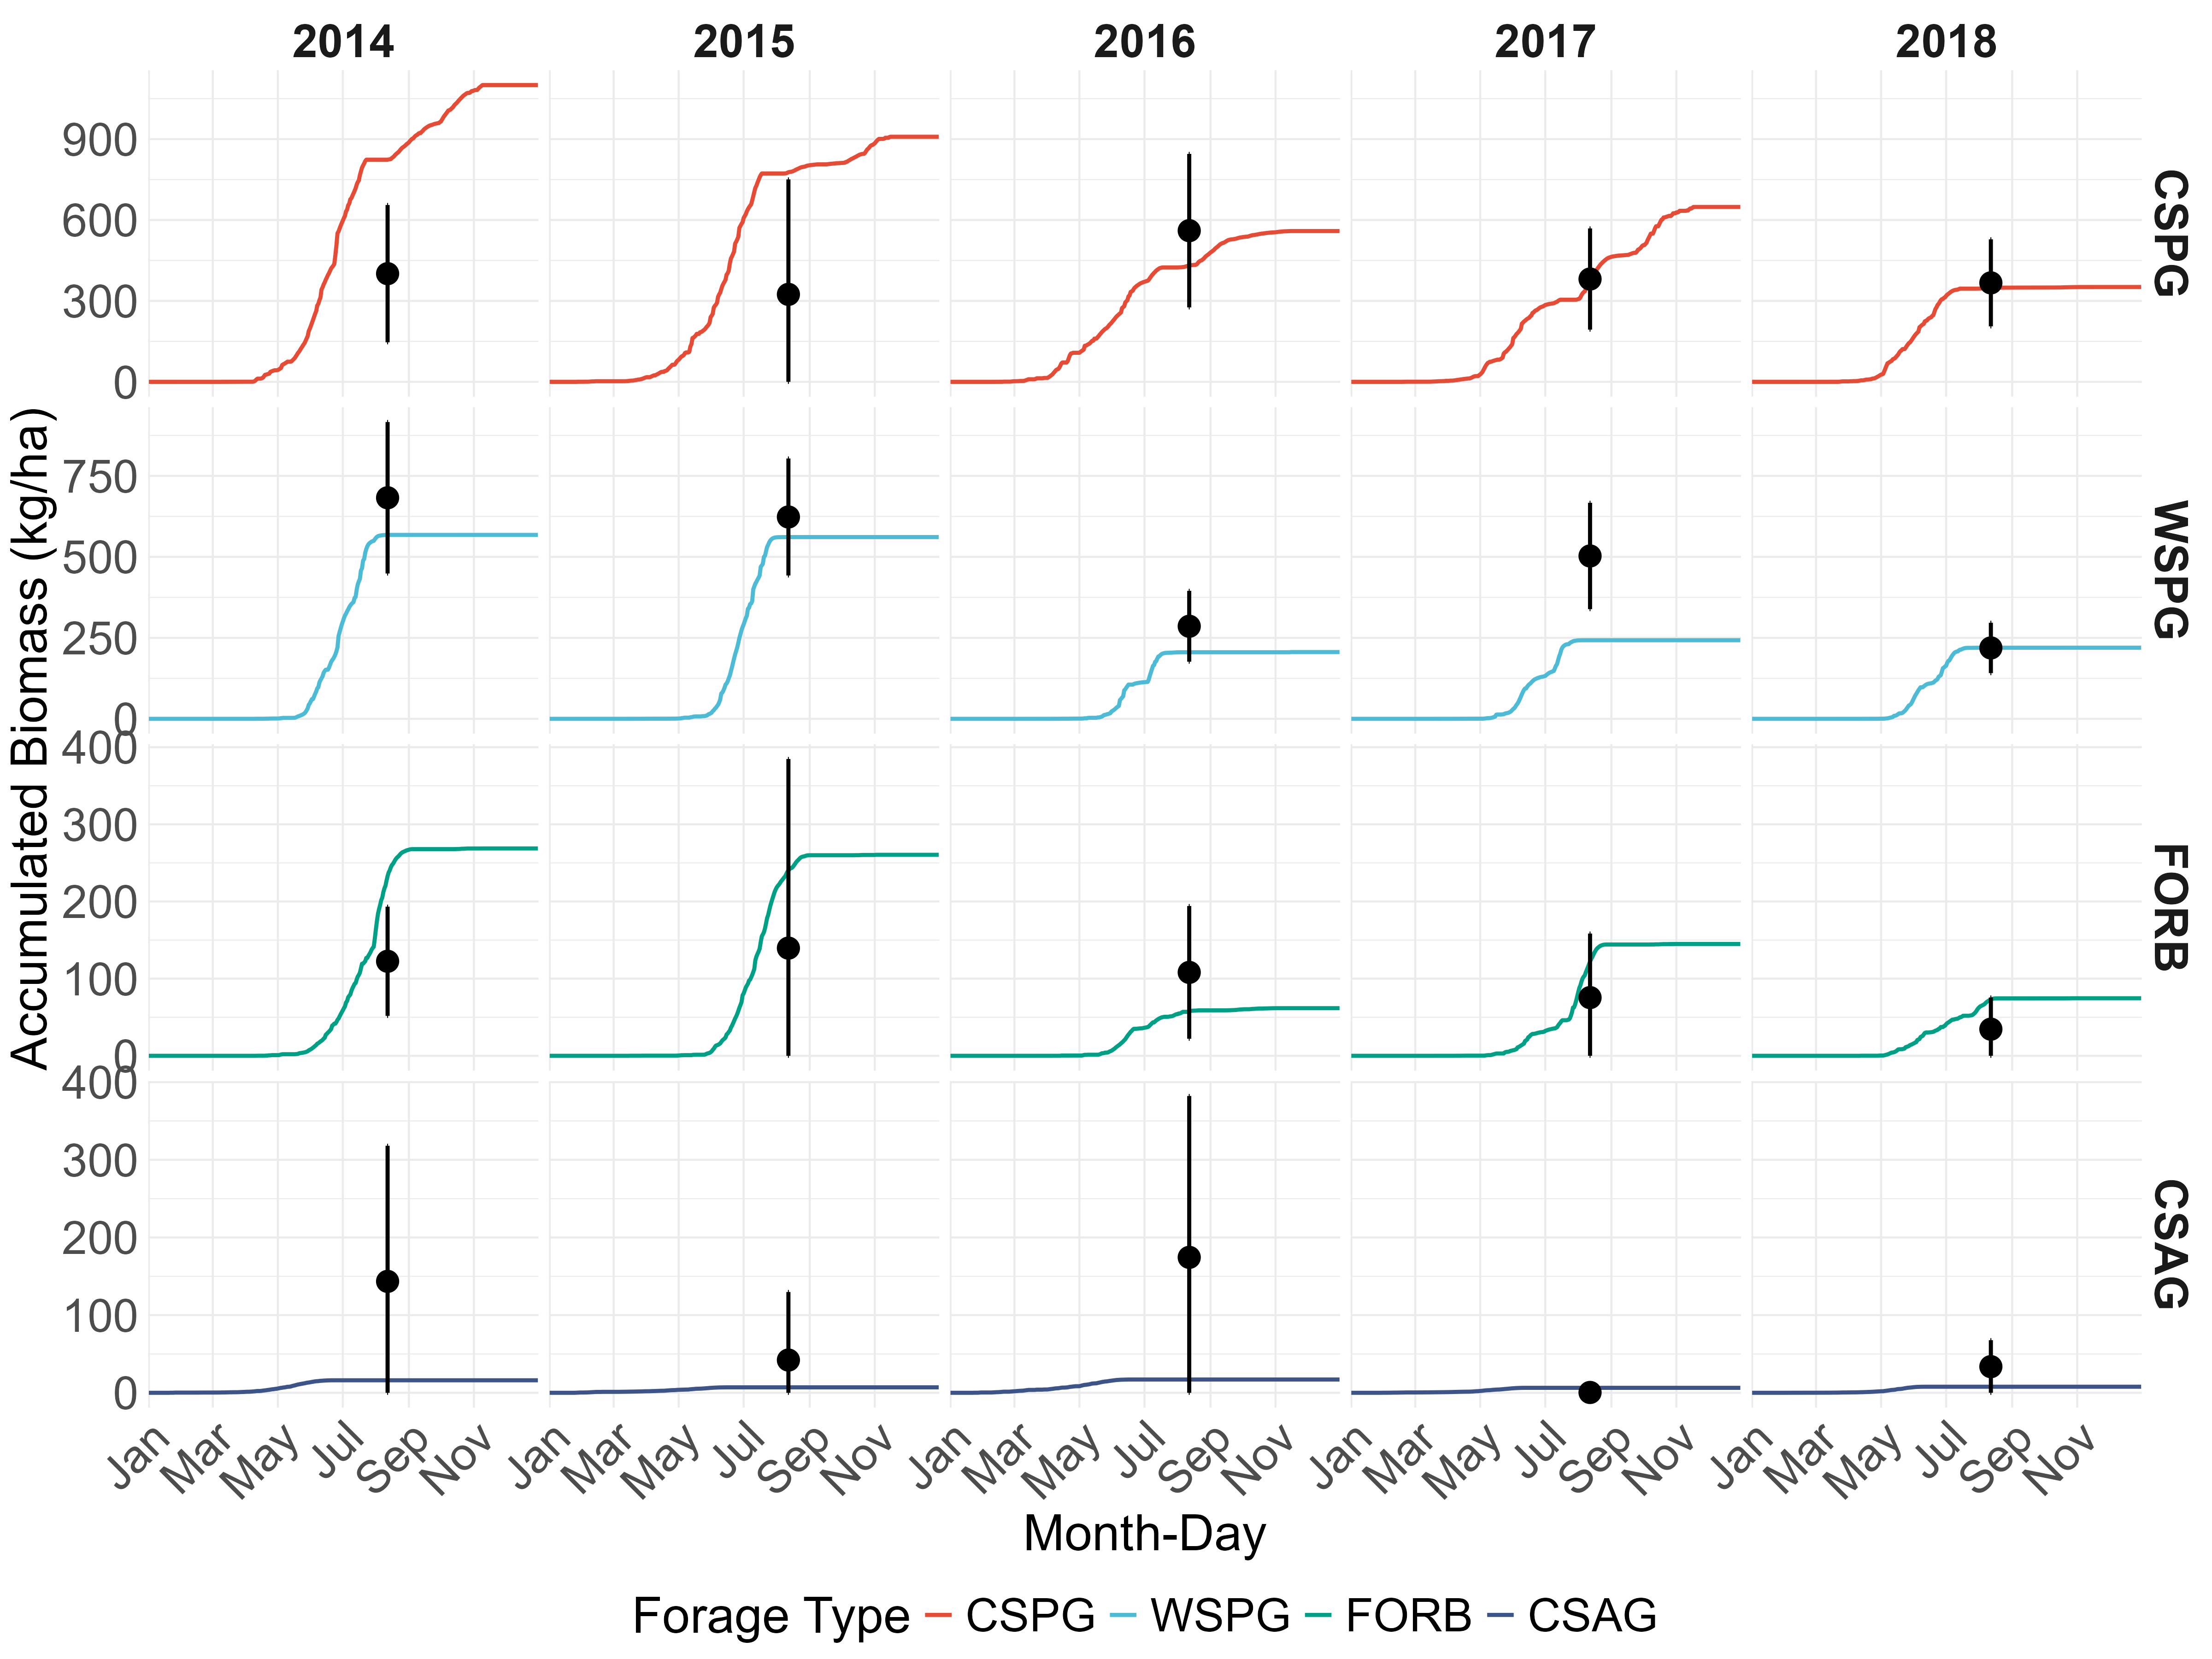 2014 2015 2016 2017 2018
Accumulated Biomass (kg/ha)
900
600
300
0
CSPG
750
500
250
0
WSPG
400
300
200
100
0
FORB
400
300
200
100
0
CSAG
Jan Mar May Jul Sep Nov Jan Mar May Jul Sep Nov Jan Mar May Jul Sep Nov Jan Mar May Jul Sep Nov Jan Mar May Jul Sep Nov
Month-Day
Forage Type CSPG WSPG FORB CSAG